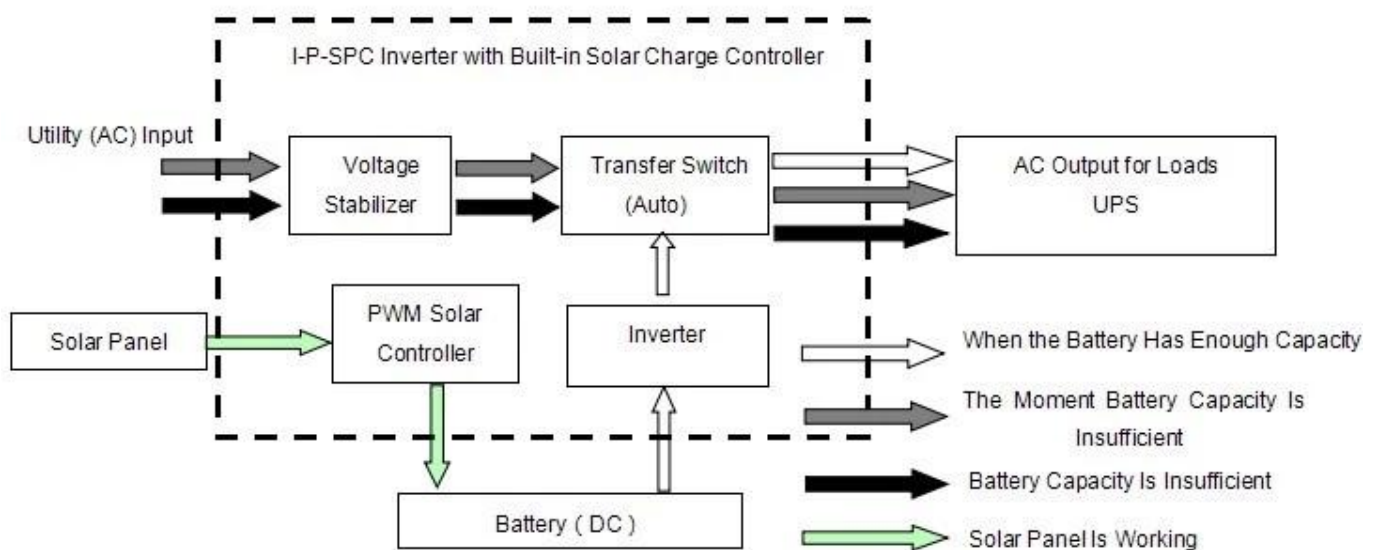 I-P-SPC Inverter with Built-in Solar Charge Controller
Utility (AC) Input
Voltage
Stabilizer
Transfer Switch
(Auto)
AC Output for Loads
UPS
Solar Panel
PWM Solar
Controller
Inverter
Battery ( DC )
When the Battery Has Enough Capacity
The Moment Battery Capacity Is
Insufficient
Battery Capacity Is Insufficient
Solar Panel Is Working